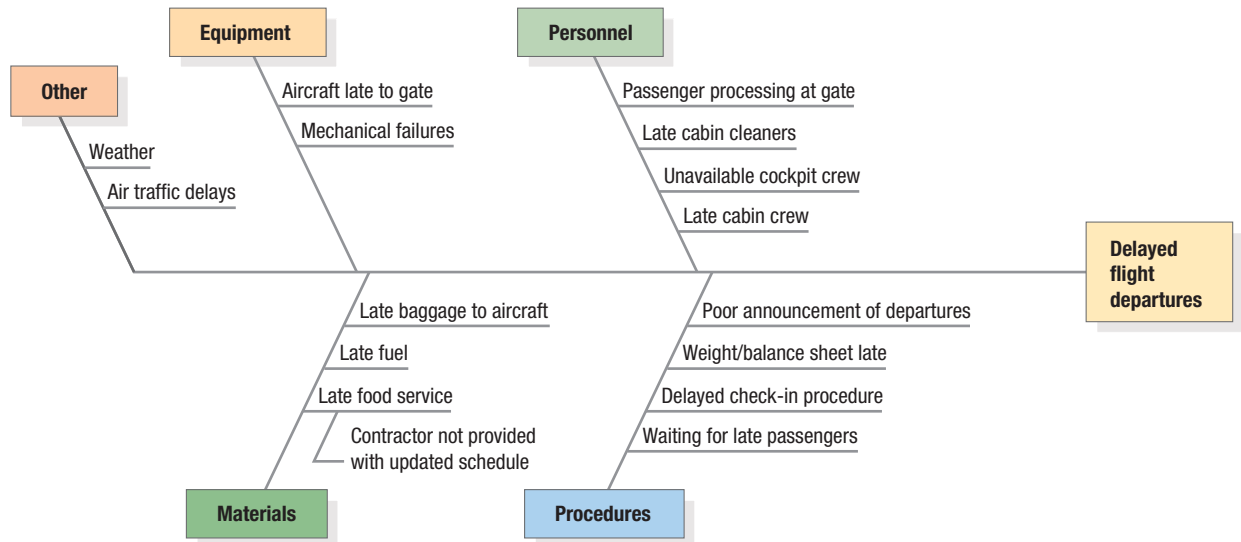 Equipment
Personnel
Other
Aircraft late to gate
Mechanical failures
Passenger processing at gate
Late cabin cleaners
Unavailable cockpit crew
Late cabin crew
Weather
Air traffic delays
Delayed
flight
departures
Late baggage to aircraft
Late fuel
Late food service
Contractor not provided
with updated schedule
Poor announcement of departures
Weight/balance sheet late
Delayed check-in procedure
Waiting for late passengers
Materials
Procedures